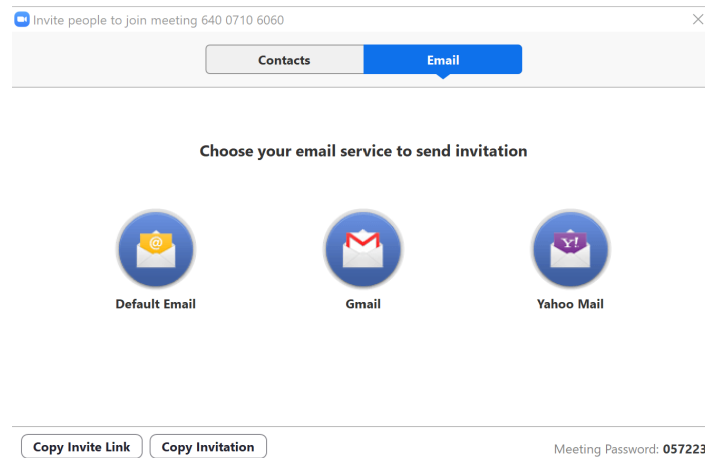 Invite people to join meeting 640 0710 6060
Contacts Email
Choose your email service to send invitation
@ Y!
Default Email Gmail Yahoo Mail
Copy Invite Link Copy Invitation Meeting Password: 057223